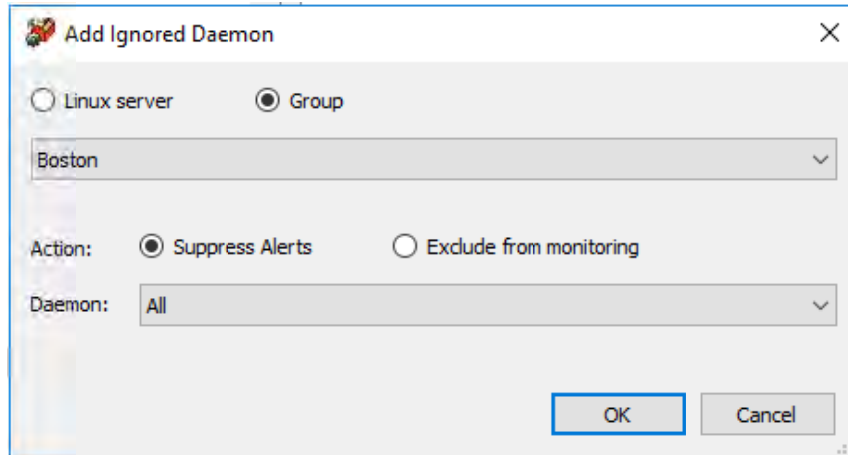 Add Ignored Daemon
Linux server Group
Boston
Action: Suppress Alerts Exclude from monitoring
Daemon: All
OK Cancel